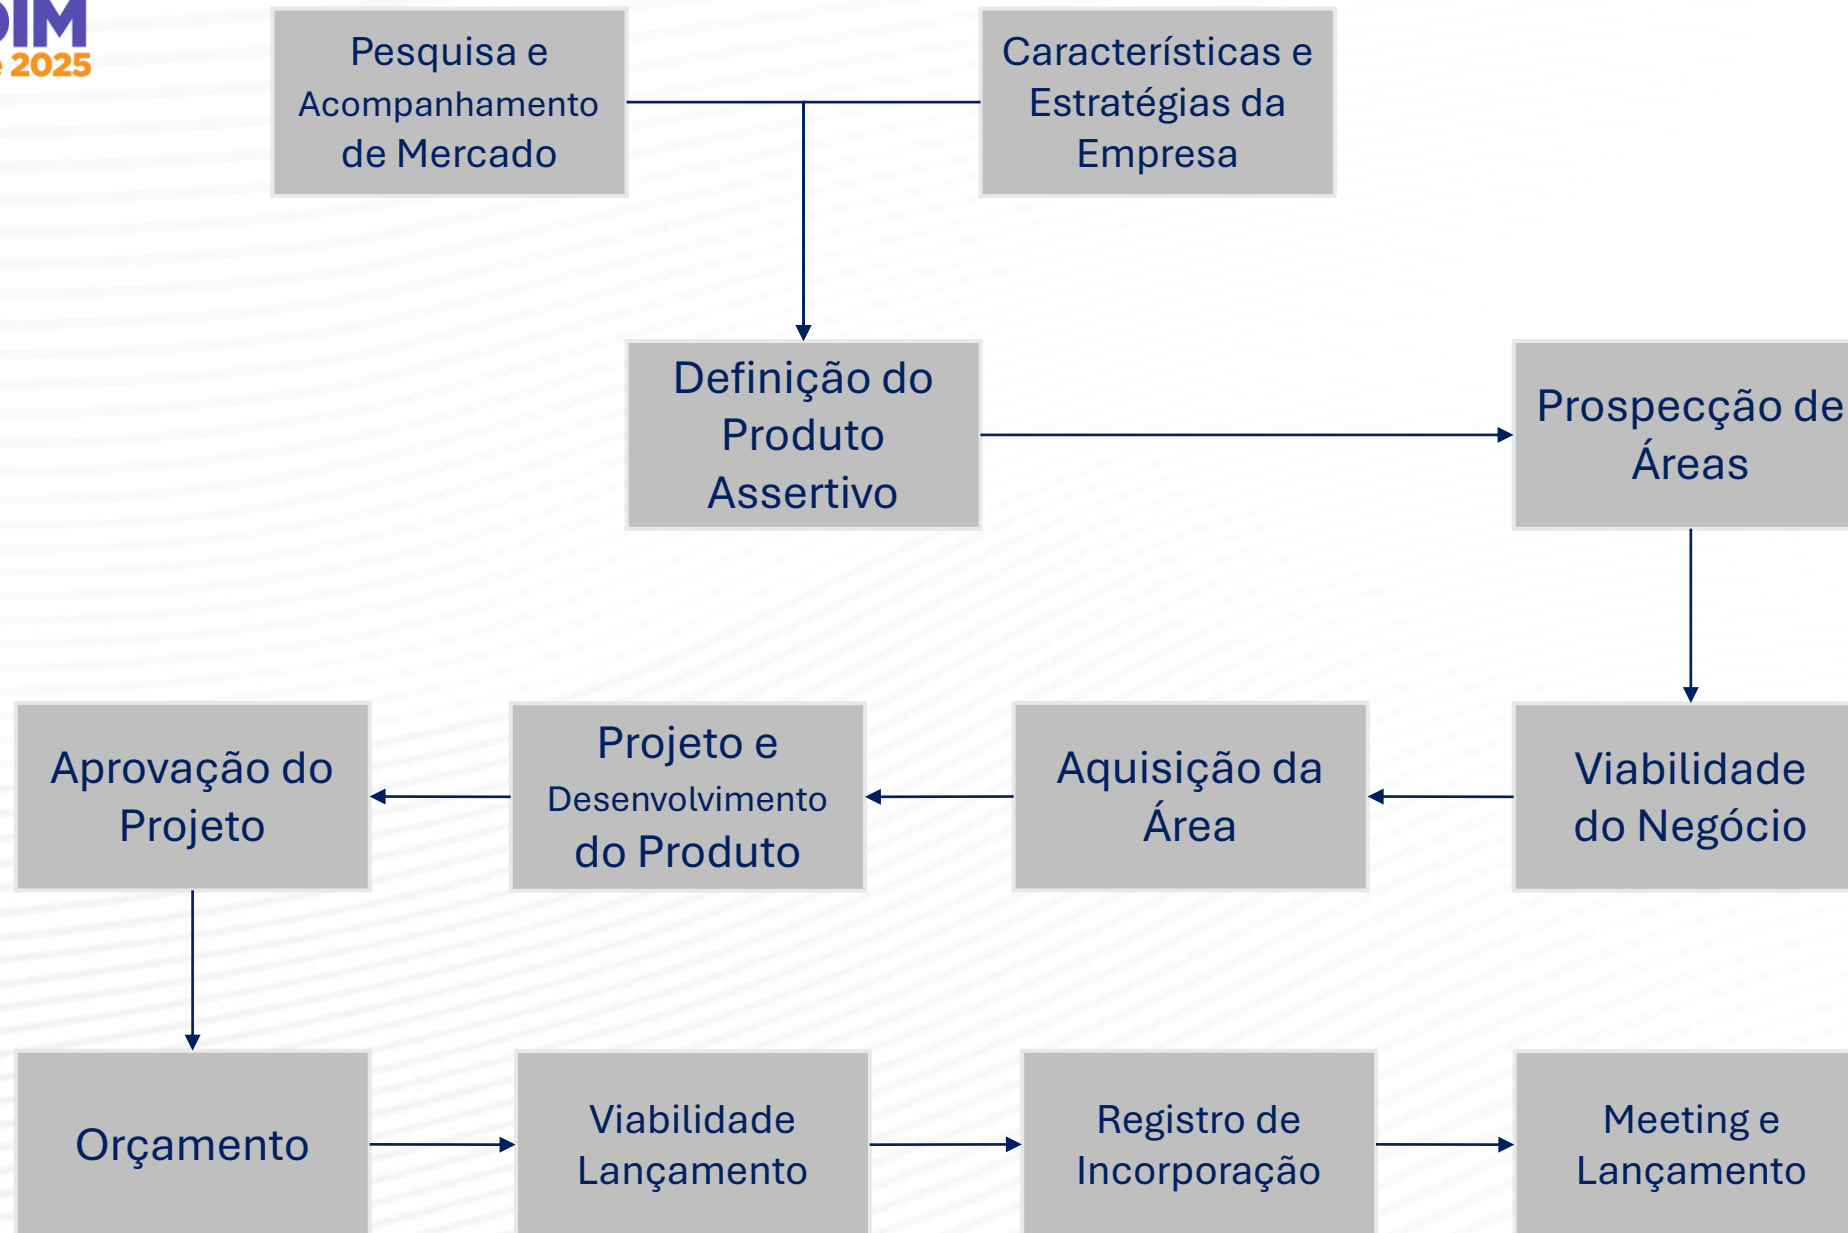 2025
Pesquisa e
Acompanhamento
de Mercado
Características e
Estratégias da
Empresa
Definição do
Produto
Assertivo
Prospecção de
Áreas
Aprovação do
Projeto
Projeto e
Desenvolvimento
do Produto
Aquisição da
Área
Viabilidade
do Negócio
Orçamento
Viabilidade
Lançamento
Registro de
Incorporação
Meeting e
Lançamento